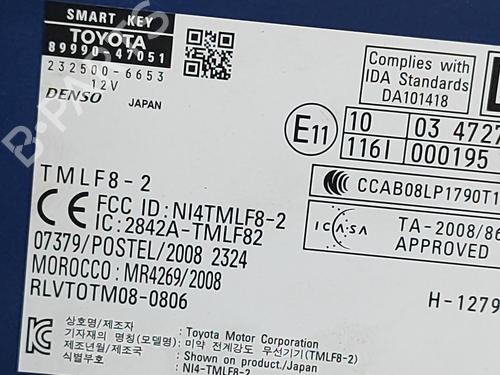 SMART KEY
TOYOTA
89990-47051
232500-6653
12V
DENSO JAPAN
Complies with
IDA Standards
DA101418
E11
10 03 4727
116I 000195
CCAB08LP1790T1
TMLF8-2
CE FCC ID: NI4TMLF8-2
IC: 2842A-TMLF82
07379/POSTEL/2008 2324
MOROCCO: MR4269/2008
RLVTOTM08-0806
ICASA TA-2008/86
APPROVED
H-1279
상호명/제조자 : Toyota Motor Corporation
기자재의 명칭(모델명): 미약 전계강도 무선기기(TMLF8-2)
제조년월/제조국 : Shown on product./Japan
식별부호 : NI4-TMLF8-2